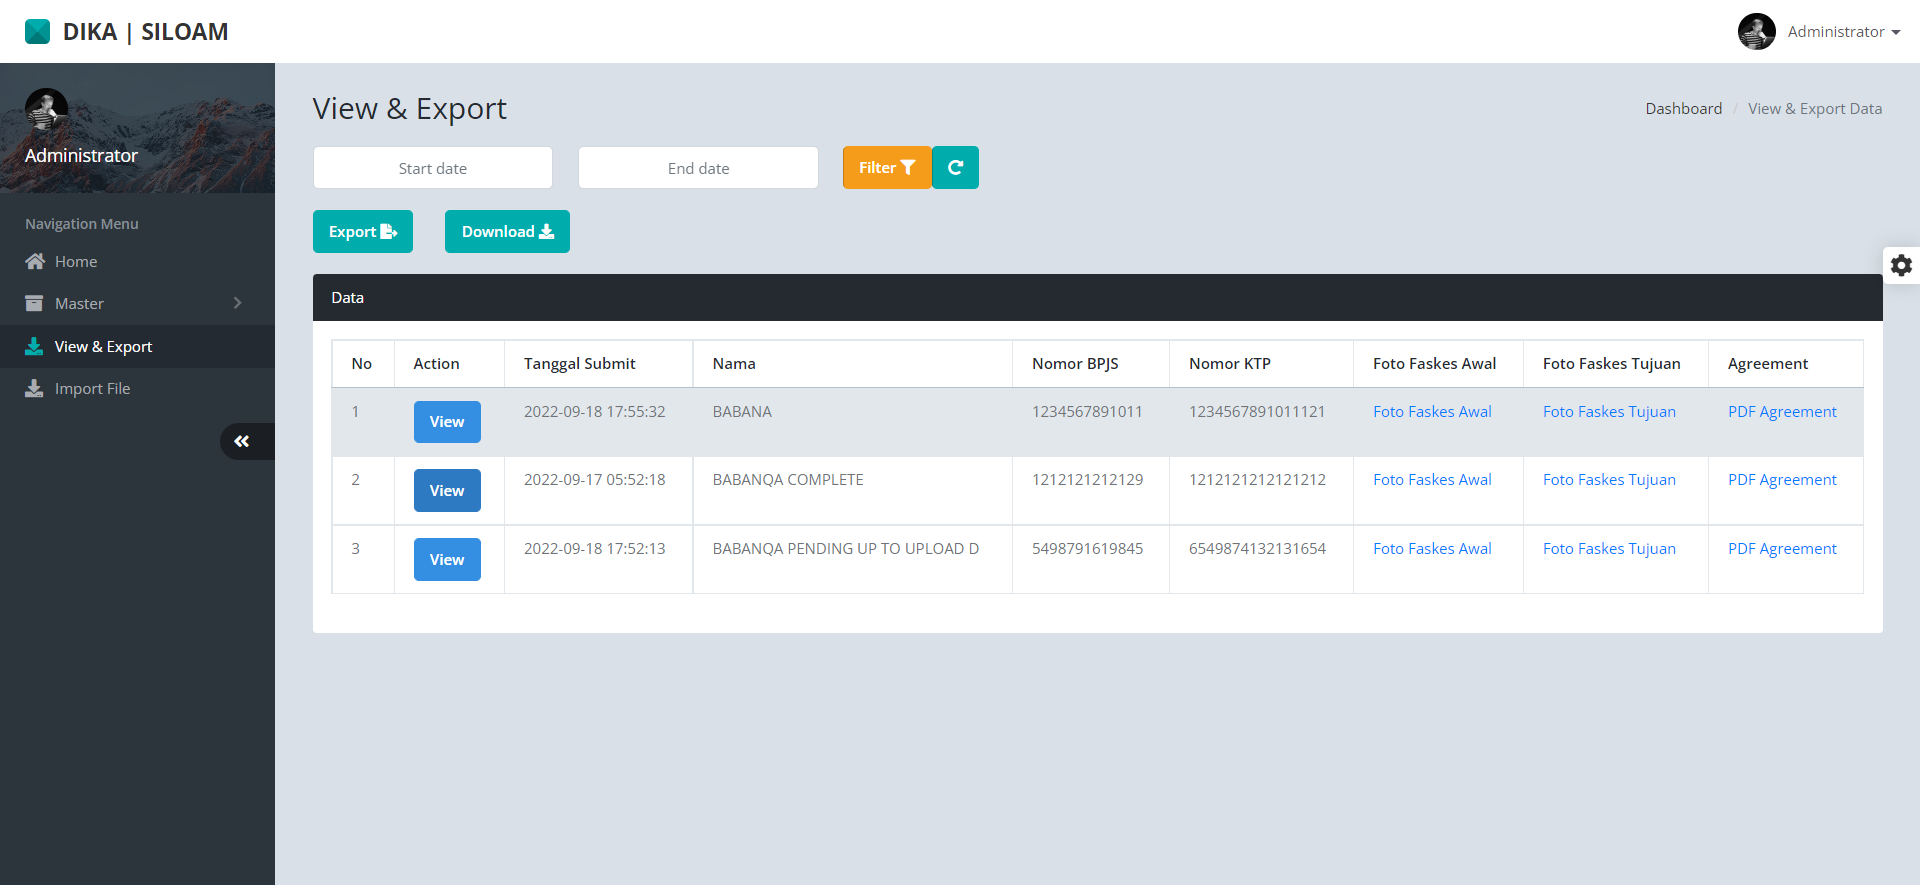 DIKA | SILOAM
Administrator
Administrator
Navigation Menu
Home
Master
View & Export
Import File
View & Export
Dashboard / View & Export Data
Start date End date Filter
Export Download
Data
No Action Tanggal Submit Nama Nomor BPJS Nomor KTP Foto Faskes Awal Foto Faskes Tujuan Agreement
1 View 2022-09-18 17:55:32 BABANA 1234567891011 1234567891011121 Foto Faskes Awal Foto Faskes Tujuan PDF Agreement
2 View 2022-09-17 05:52:18 BABANQA COMPLETE 1212121212129 1212121212121212 Foto Faskes Awal Foto Faskes Tujuan PDF Agreement
3 View 2022-09-18 17:52:13 BABANQA PENDING UP TO UPLOAD D 5498791619845 6549874132131654 Foto Faskes Awal Foto Faskes Tujuan PDF Agreement